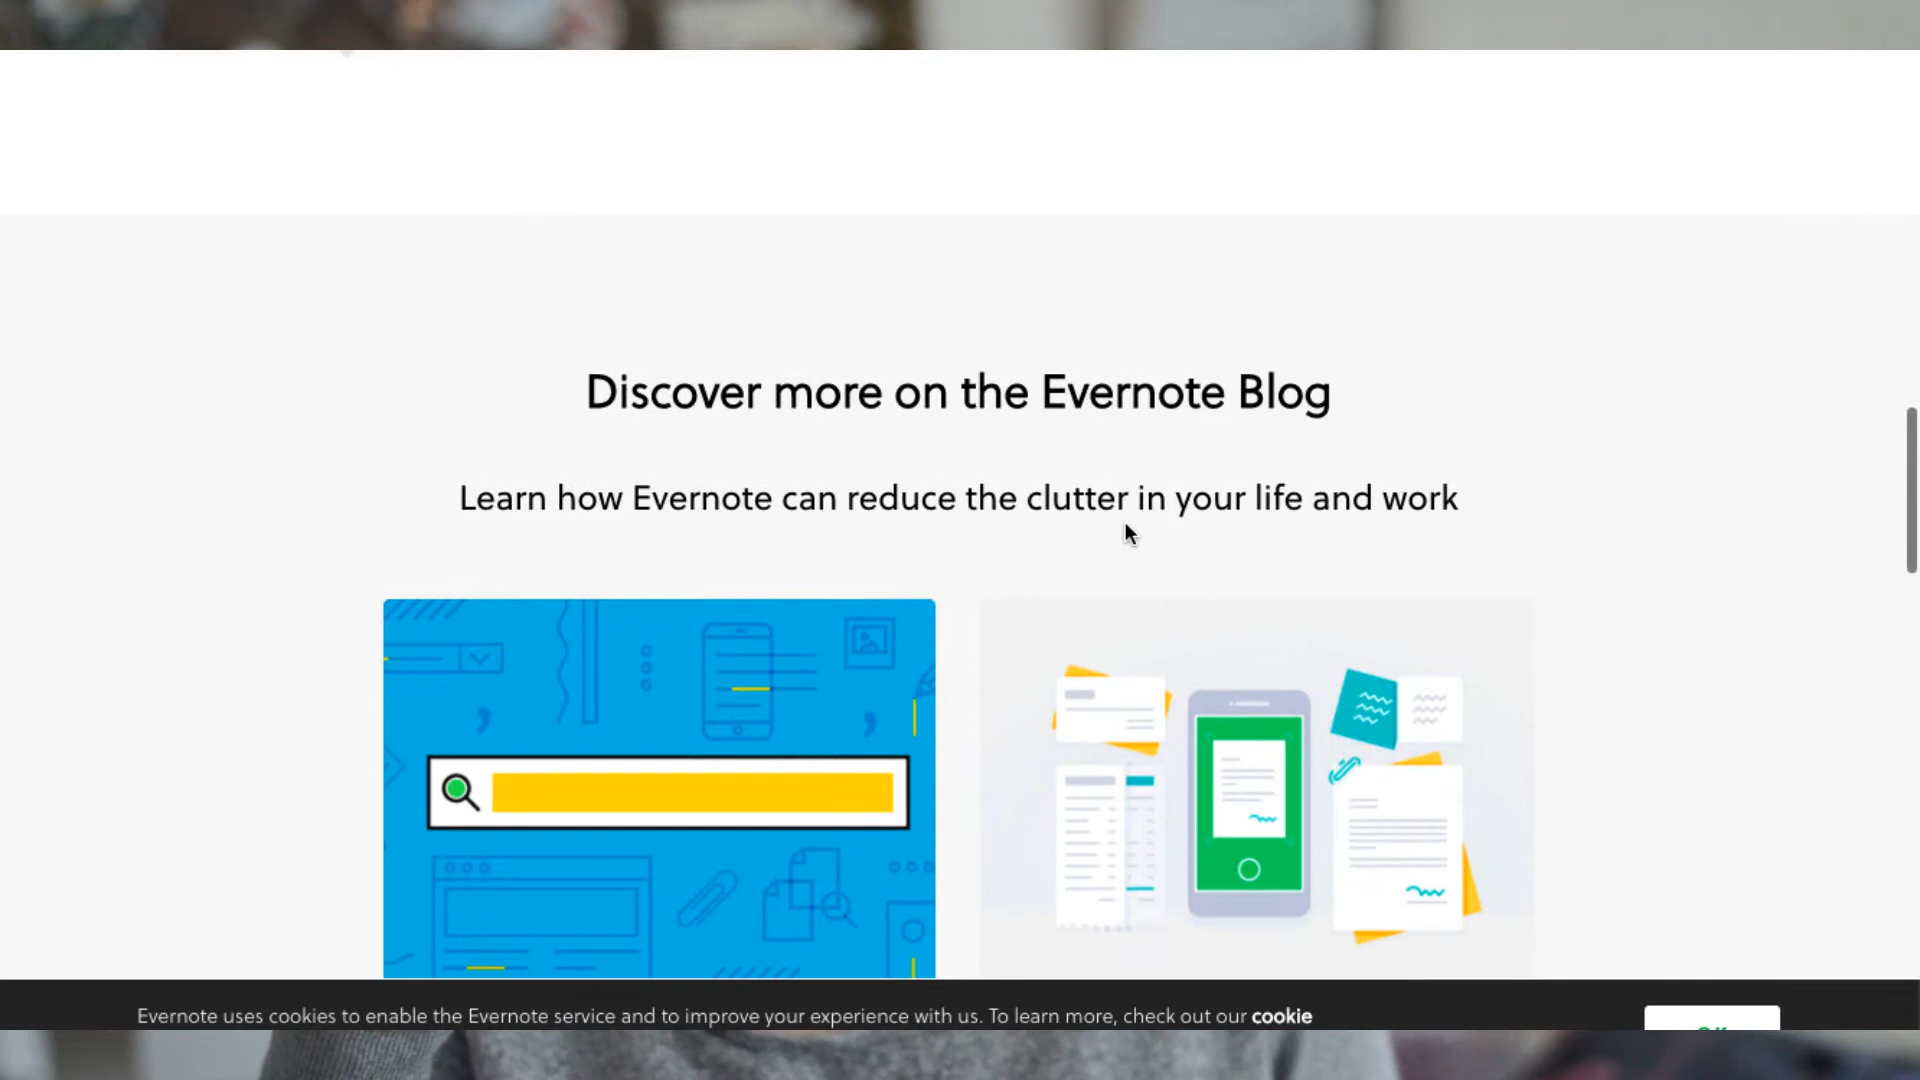 Discover more on the Evernote Blog
Learn how Evernote can reduce the clutter in your life and work
Evernote uses cookies to enable the Evernote service and to improve your experience with us. To learn more, check out our cookie